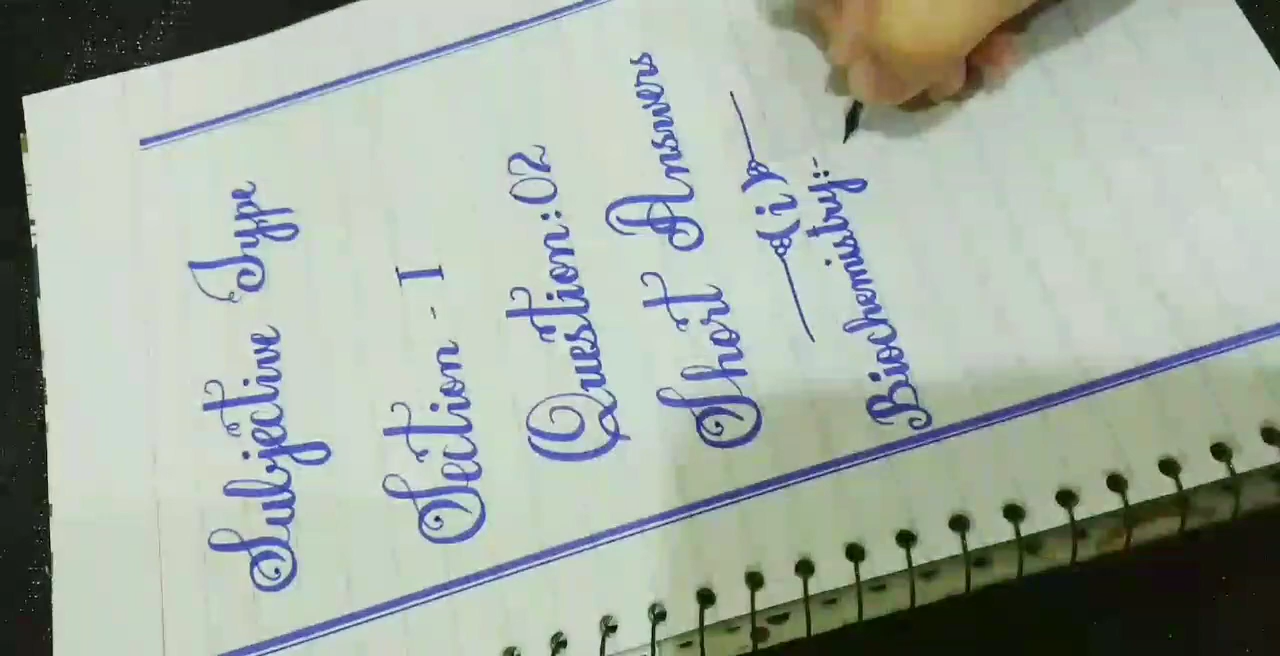 Subjective Type
Section - I
Question:02
Short Answers
(i)
Biochemistry:-